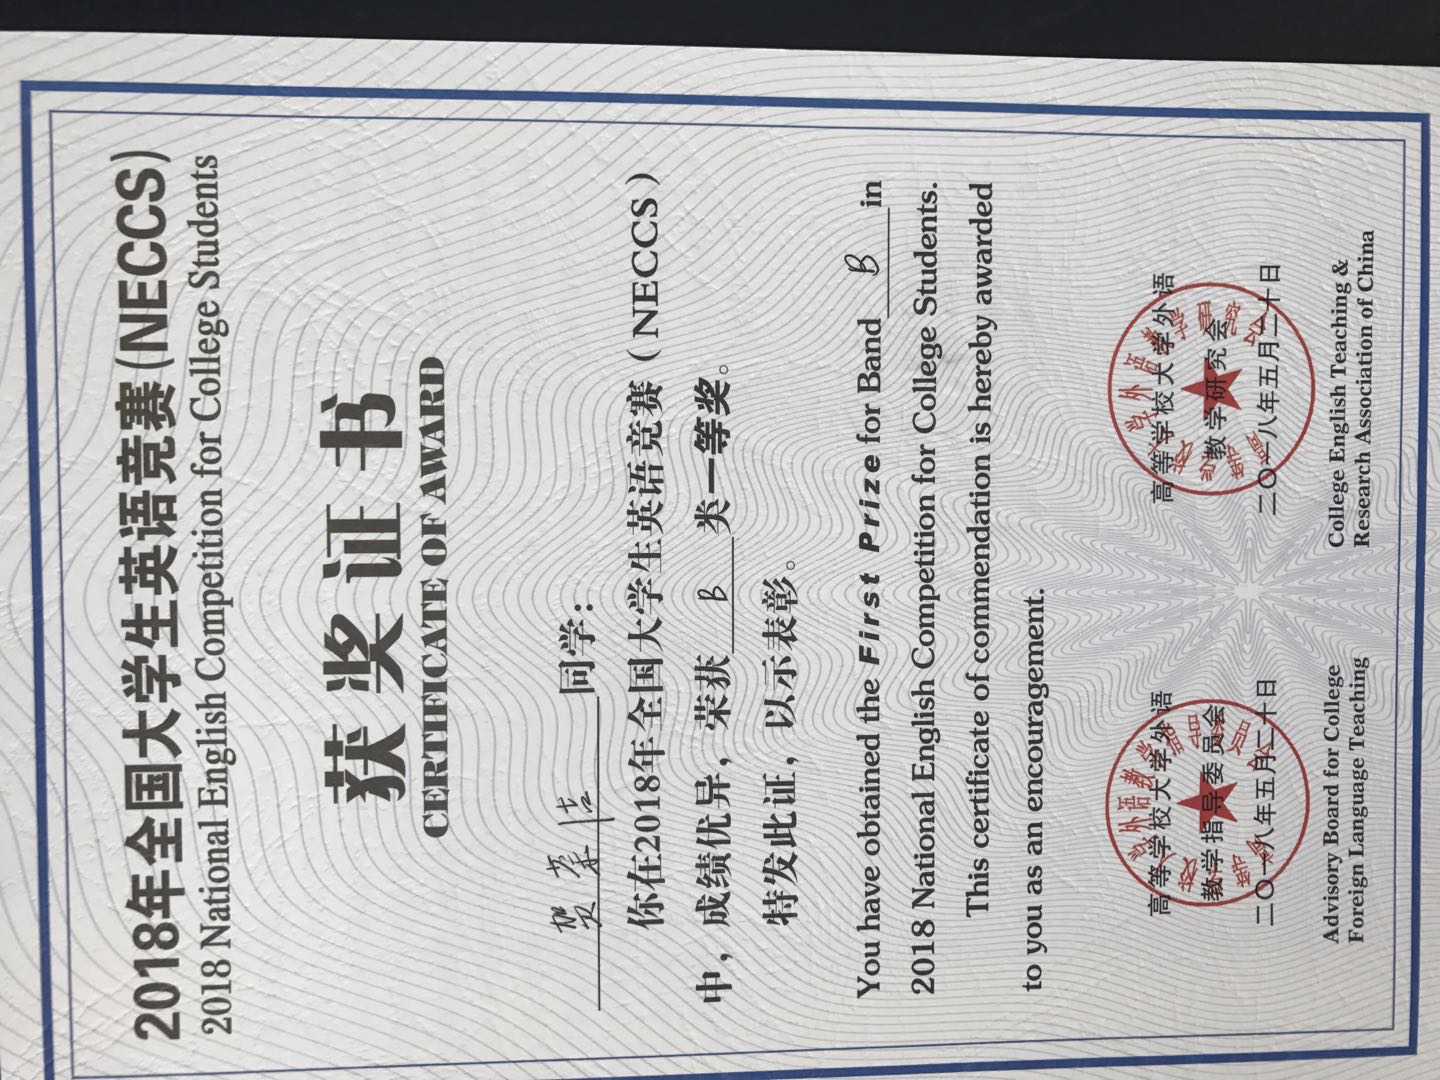 2018年全国大学生英语竞赛(NECCS)
2018 National English Competition for College Students
获奖证书
CERTIFICATE OF AWARD
同学：
你在2018年全国大学生英语竞赛（NECCS）
中，成绩优异，荣获 B 类一等奖。
特发此证，以示表彰。
You have obtained the First Prize for Band B in
2018 National English Competition for College Students.
This certificate of commendation is hereby awarded
to you as an encouragement.
高等学校大学外语
教学指导委员会
二〇一八年五月二十日
Advisory Board for College
Foreign Language Teaching
高等学校大学外语
教学研究会
二〇一八年五月二十日
College English Teaching &
Research Association of China